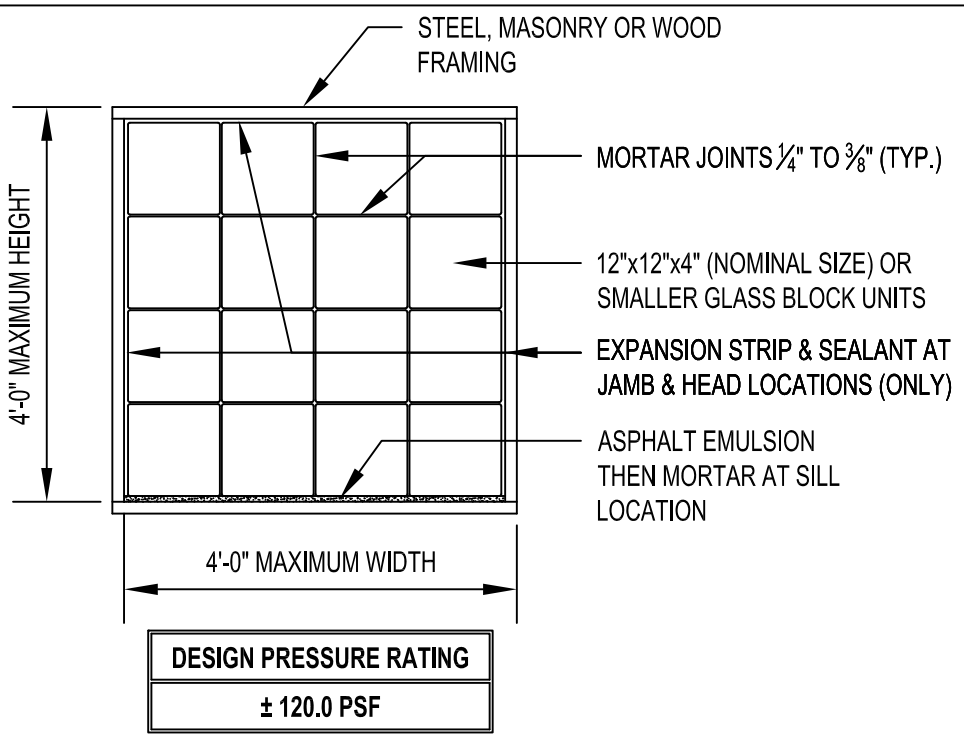 STEEL, MASONRY OR WOOD
FRAMING
MORTAR JOINTS 1/4" TO 3/8" (TYP.)
12"x12"x4" (NOMINAL SIZE) OR
SMALLER GLASS BLOCK UNITS
EXPANSION STRIP & SEALANT AT
JAMB & HEAD LOCATIONS (ONLY)
ASPHALT EMULSION
THEN MORTAR AT SILL
LOCATION
4'-0" MAXIMUM HEIGHT
4'-0" MAXIMUM WIDTH
DESIGN PRESSURE RATING
± 120.0 PSF